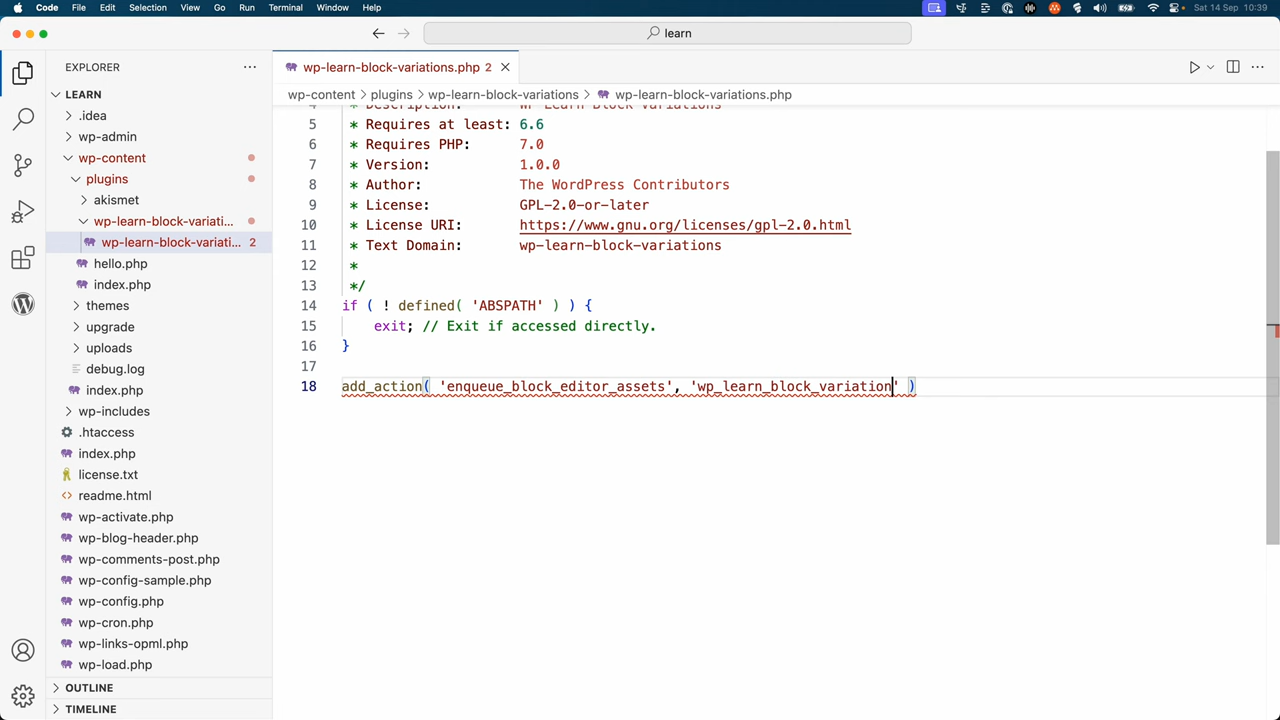 Code File Edit Selection View Go Run Terminal Window Help Sat 14 Sep 10:39
learn
EXPLORER
wp-learn-block-variations.php 2
LEARN
wp-content > plugins > wp-learn-block-variations > wp-learn-block-variations.php
.idea
wp-admin
wp-content
plugins
akismet
wp-learn-block-variati...
wp-learn-block-variati... 2
hello.php
index.php
themes
upgrade
uploads
debug.log
index.php
wp-includes
.htaccess
index.php
license.txt
readme.html
wp-activate.php
wp-blog-header.php
wp-comments-post.php
wp-config-sample.php
wp-config.php
wp-cron.php
wp-links-opml.php
wp-load.php
OUTLINE
TIMELINE
4 * Description: WP Learn Block Variations
5 * Requires at least: 6.6
6 * Requires PHP: 7.0
7 * Version: 1.0.0
8 * Author: The WordPress Contributors
9 * License: GPL-2.0-or-later
10 * License URI: https://www.gnu.org/licenses/gpl-2.0.html
11 * Text Domain: wp-learn-block-variations
12 *
13 */
14 if ( ! defined( 'ABSPATH' ) ) {
15 exit; // Exit if accessed directly.
16 }
17
18 add_action( 'enqueue_block_editor_assets', 'wp_learn_block_variation' )